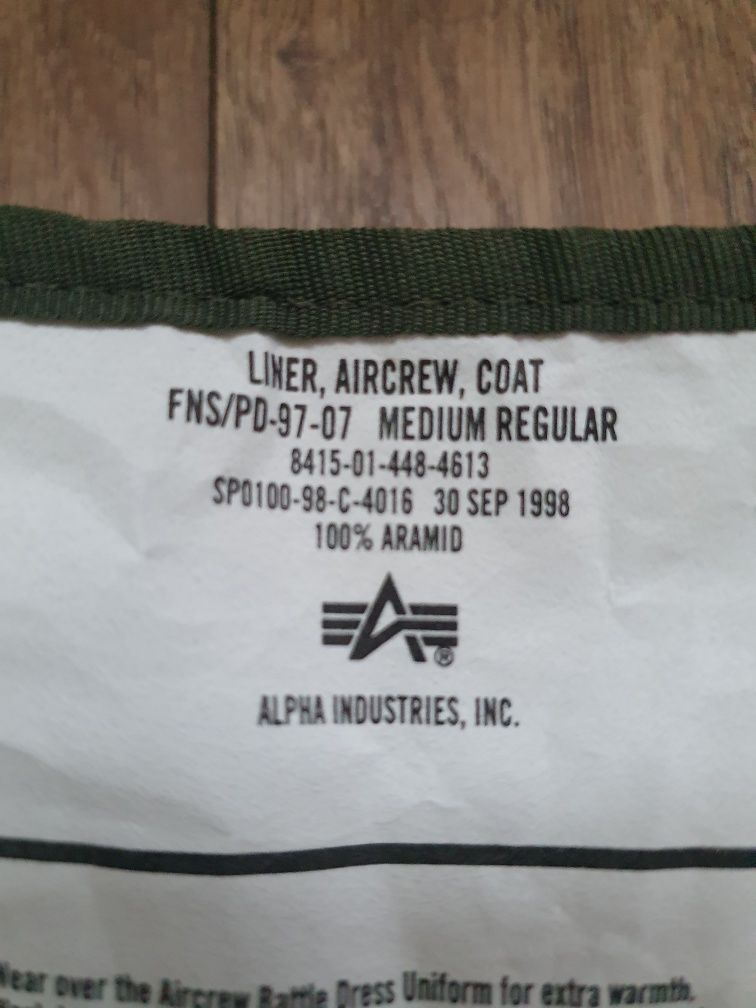 LINER, AIRCREW, COAT
FNS/PD-97-07 MEDIUM REGULAR
8415-01-448-4613
SP0100-98-C-4016 30 SEP 1998
100% ARAMID
®
ALPHA INDUSTRIES, INC.
Wear over the Aircrew Battle Dress Uniform for extra warmth.